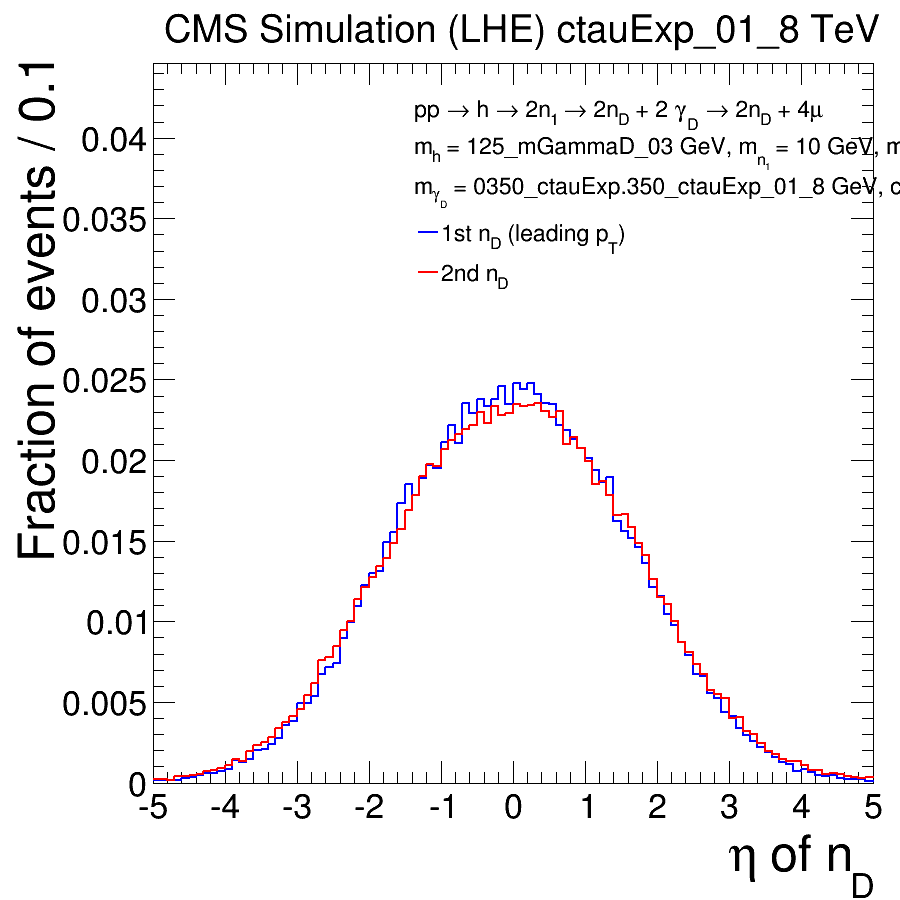 CMS Simulation (LHE) ctauExp_01_8 TeV
pp → h → 2n1 → 2nD + 2 γD → 2nD + 4μ
mh = 125_mGammaD_03 GeV, mn1 = 10 GeV, m
mγD = 0350_ctauExp.350_ctauExp_01_8 GeV, c
1st nD (leading pT)
2nd nD
Fraction of events / 0.1
0.04
0.035
0.03
0.025
0.02
0.015
0.01
0.005
0
-5 -4 -3 -2 -1 0 1 2 3 4 5
η of nD